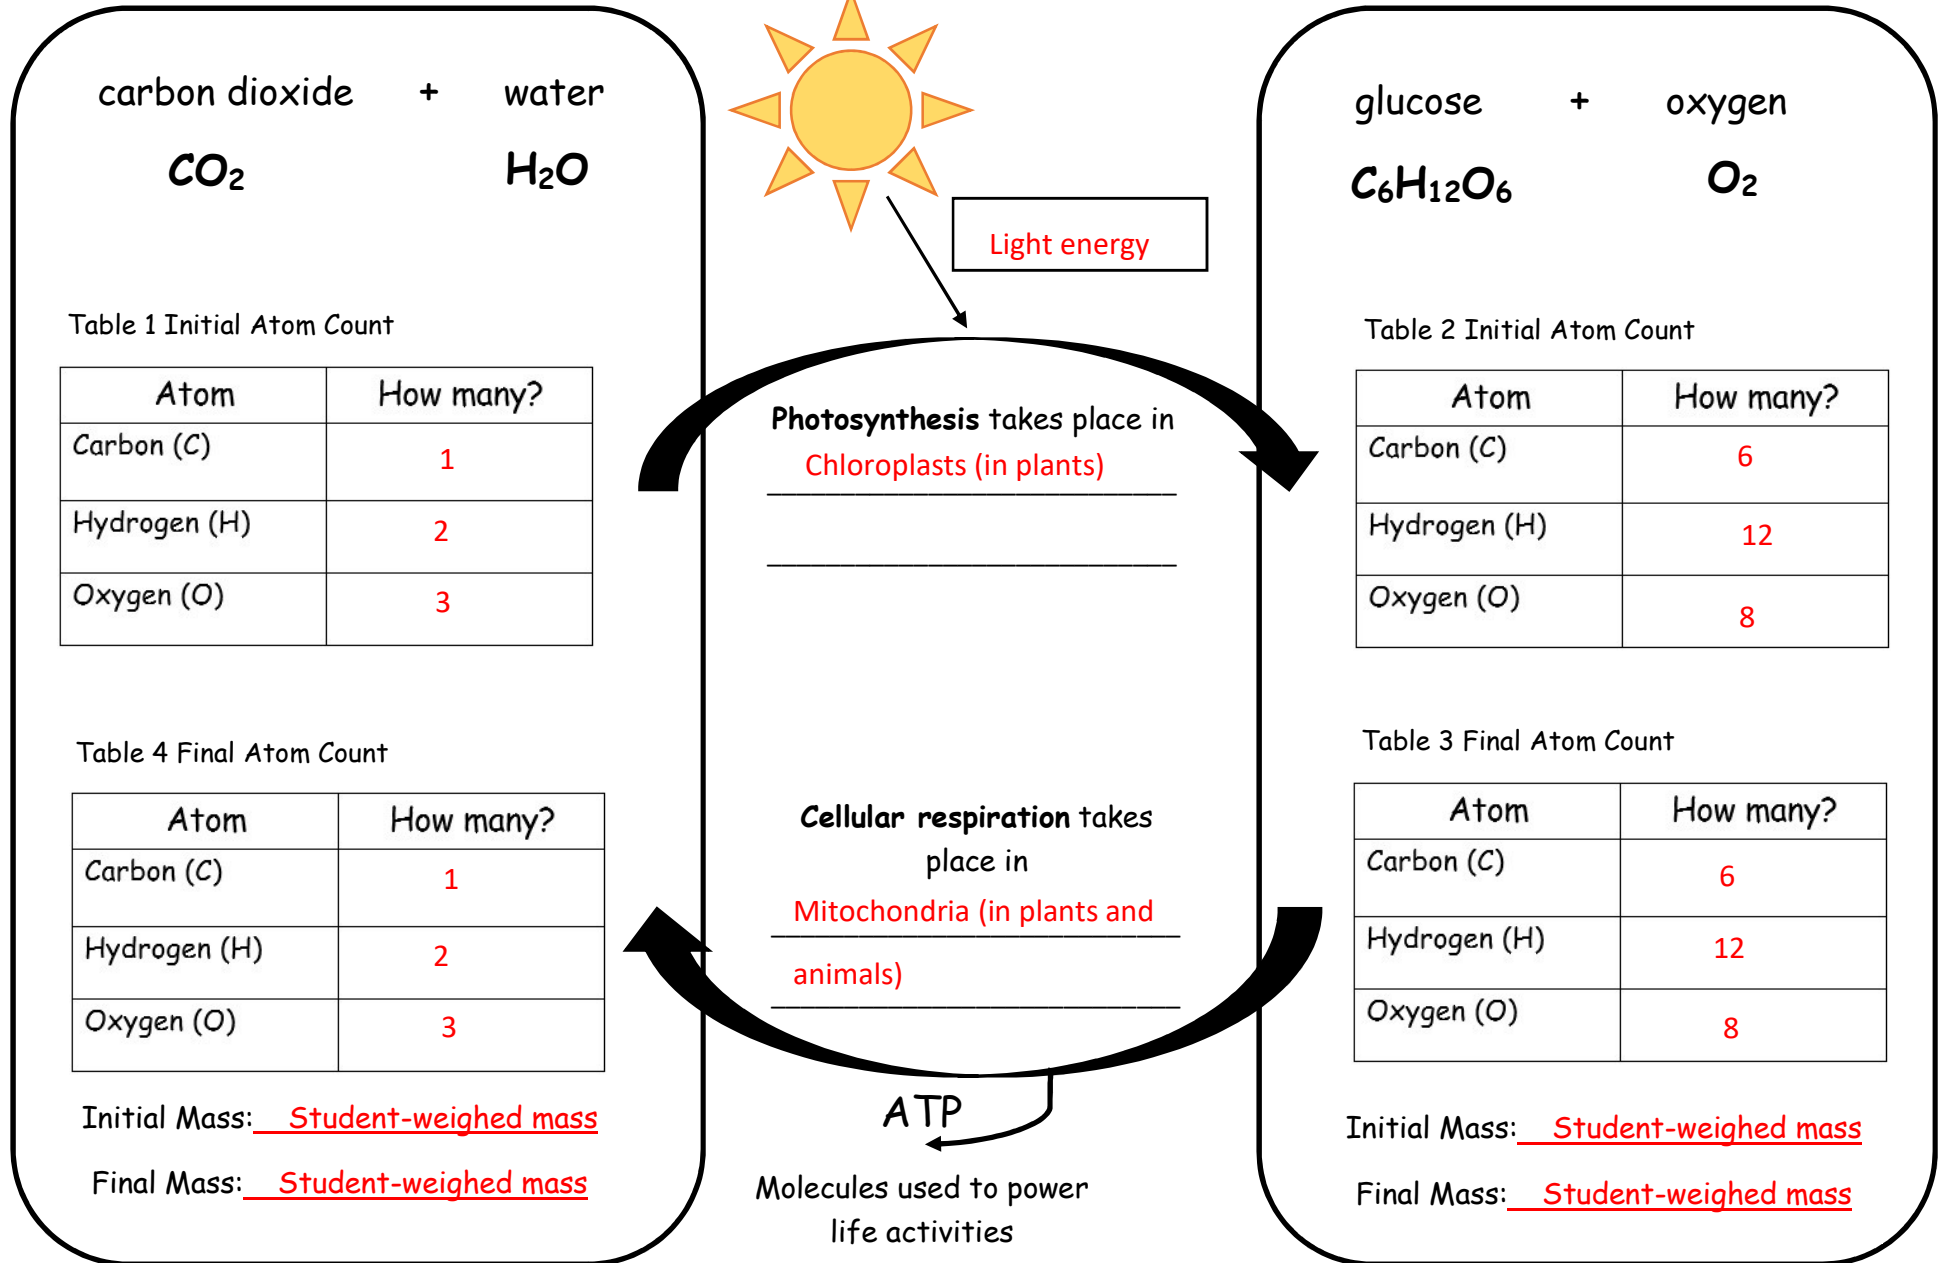 carbon dioxide + water
CO₂ H₂O
Table 1 Initial Atom Count
Atom How many?
Carbon (C) 1
Hydrogen (H) 2
Oxygen (O) 3
Table 4 Final Atom Count
Atom How many?
Carbon (C) 1
Hydrogen (H) 2
Oxygen (O) 3
Initial Mass: Student-weighed mass
Final Mass: Student-weighed mass
Light energy
Photosynthesis takes place in
Chloroplasts (in plants)
Cellular respiration takes
place in
Mitochondria (in plants and
animals)
ATP
Molecules used to power
life activities
glucose + oxygen
C₆H₁₂O₆ O₂
Table 2 Initial Atom Count
Atom How many?
Carbon (C) 6
Hydrogen (H) 12
Oxygen (O) 8
Table 3 Final Atom Count
Atom How many?
Carbon (C) 6
Hydrogen (H) 12
Oxygen (O) 8
Initial Mass: Student-weighed mass
Final Mass: Student-weighed mass